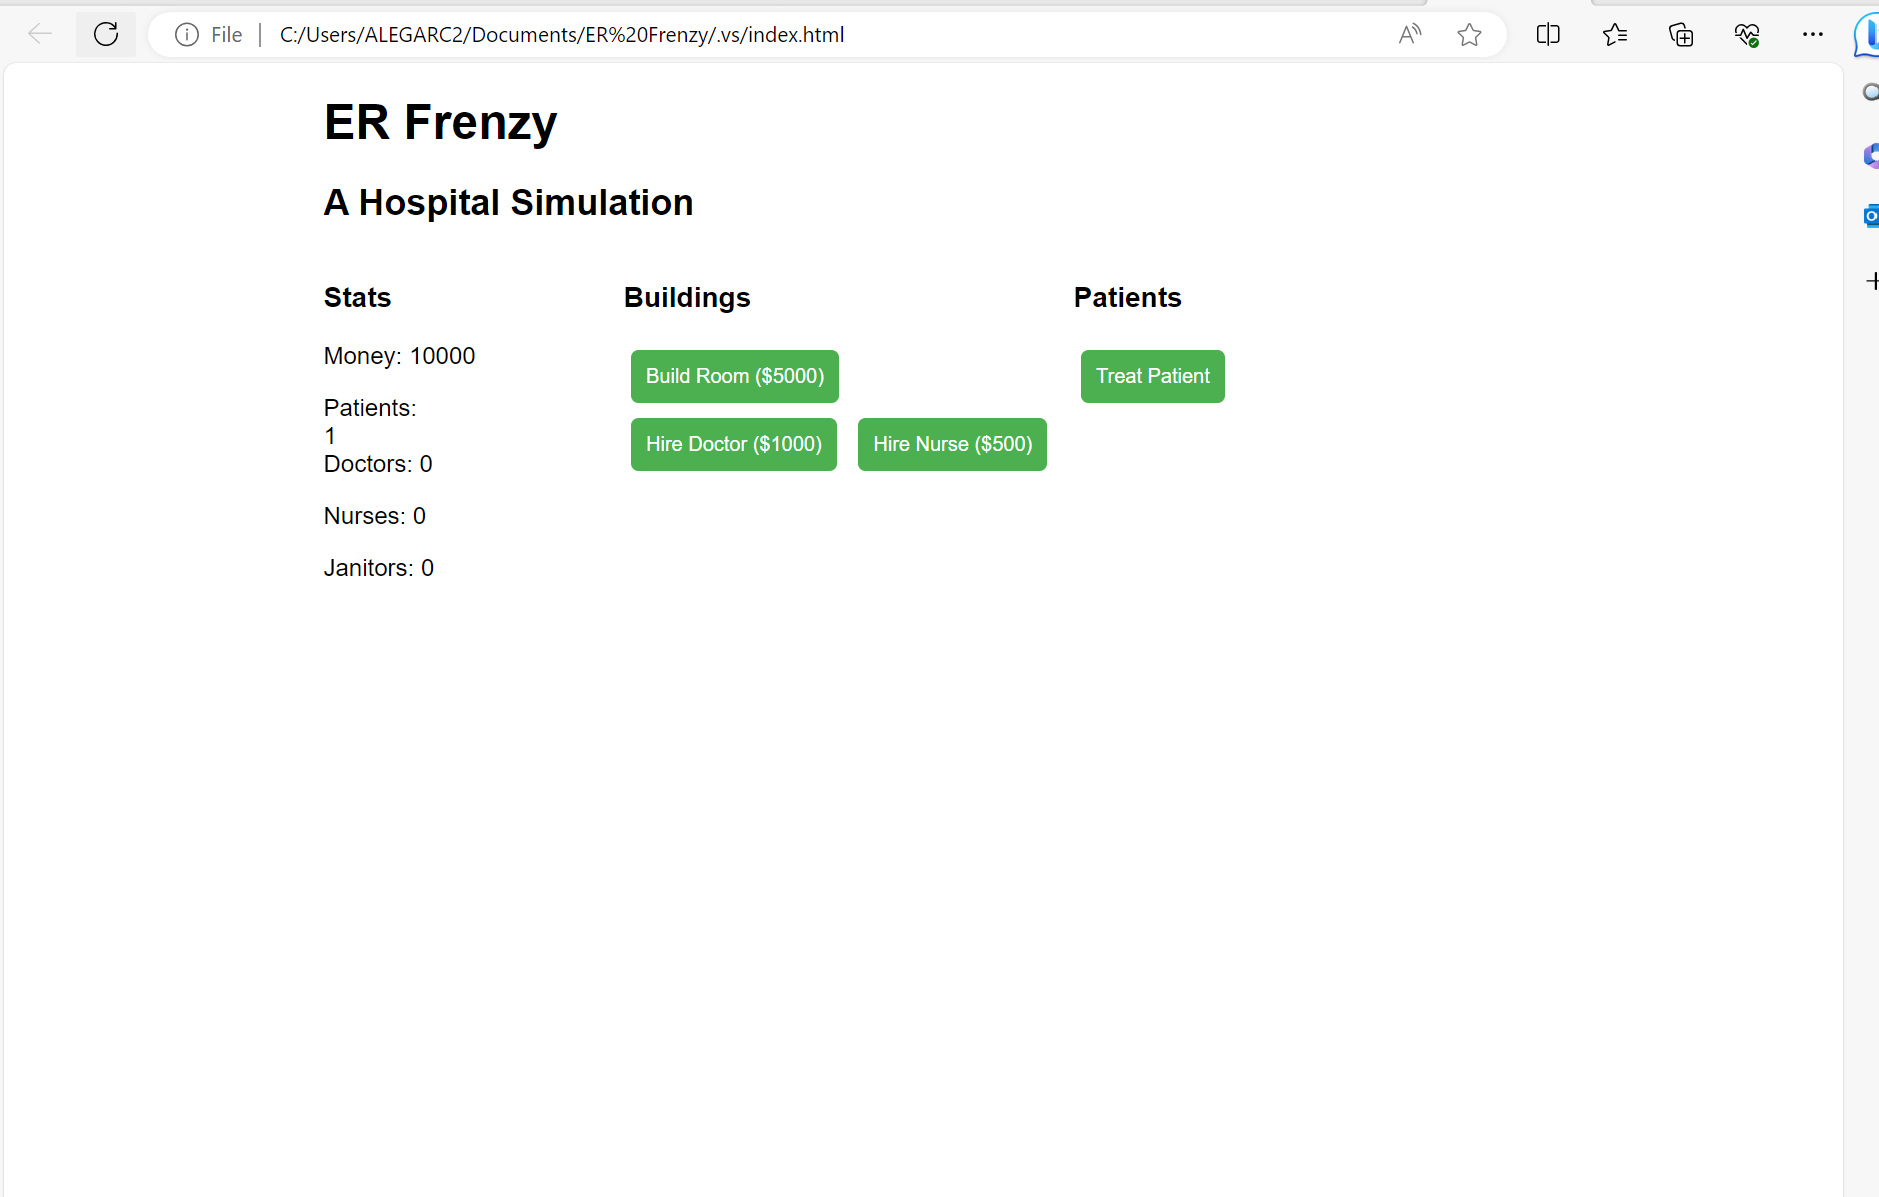 File | C:/Users/ALEGARC2/Documents/ER%20Frenzy/.vs/index.html
ER Frenzy
A Hospital Simulation
Stats
Money: 10000
Patients:
1
Doctors: 0
Nurses: 0
Janitors: 0
Buildings
Build Room ($5000)
Hire Doctor ($1000) Hire Nurse ($500)
Patients
Treat Patient